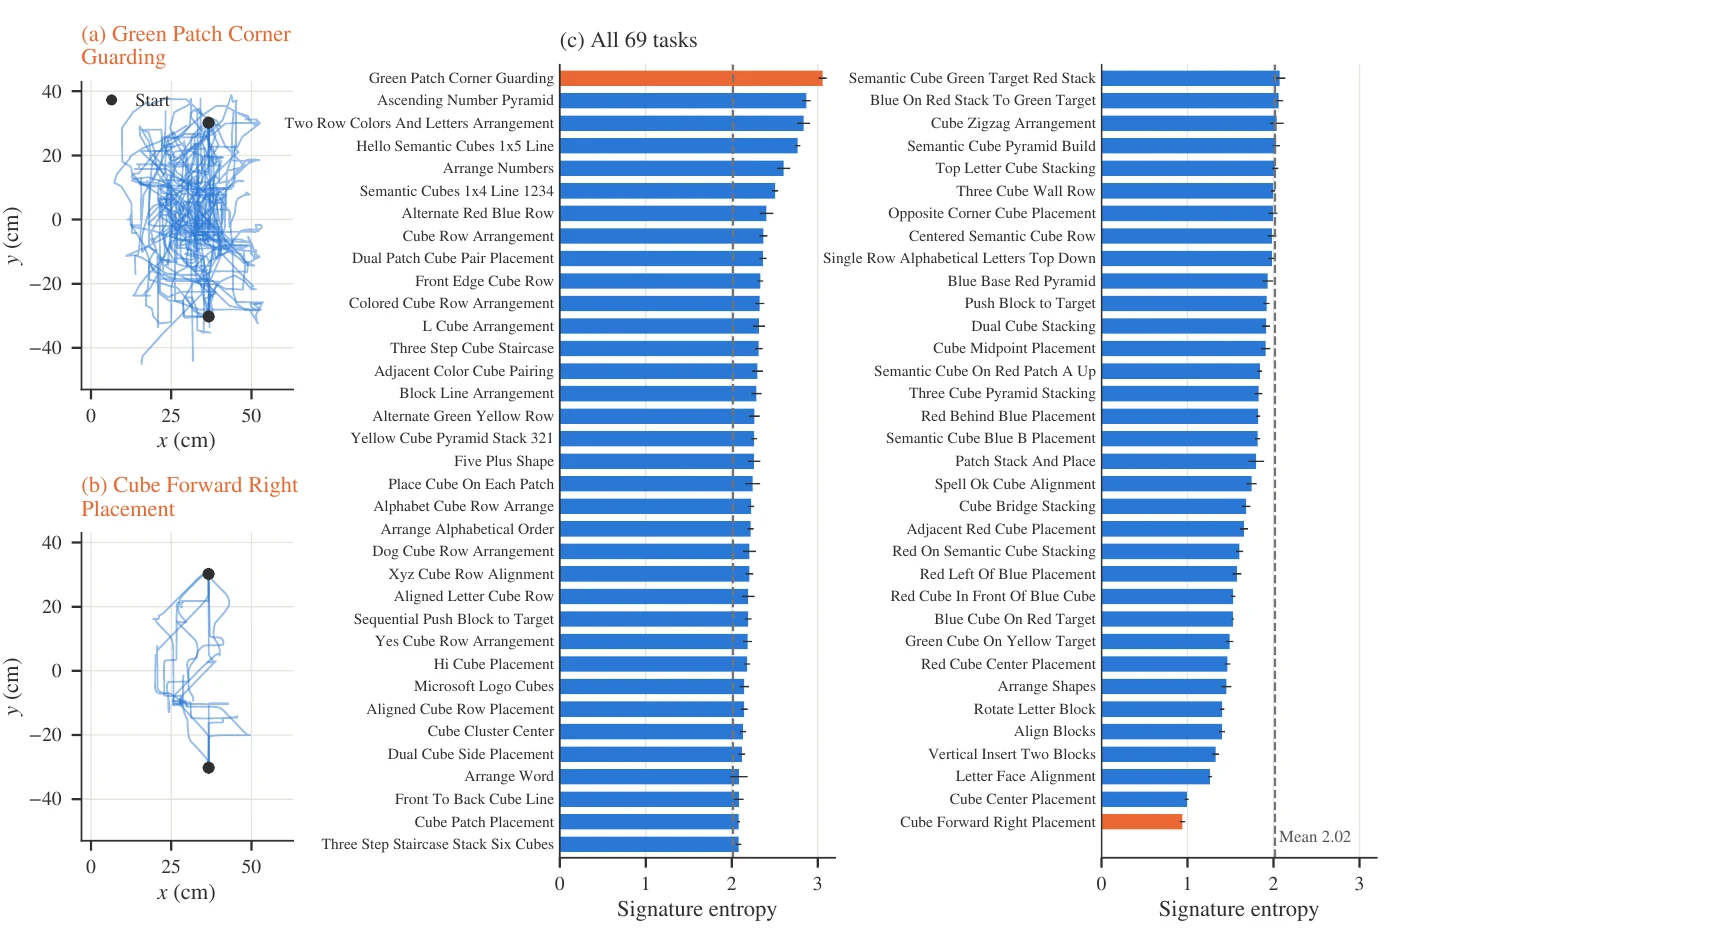 (a) Green Patch Corner
Guarding
Start
40
20
0
−20
−40
0 25 50
y (cm)
x (cm)
(b) Cube Forward Right
Placement
40
20
0
−20
−40
0 25 50
y (cm)
x (cm)
(c) All 69 tasks
Green Patch Corner Guarding
Ascending Number Pyramid
Two Row Colors And Letters Arrangement
Hello Semantic Cubes 1x5 Line
Arrange Numbers
Semantic Cubes 1x4 Line 1234
Alternate Red Blue Row
Cube Row Arrangement
Dual Patch Cube Pair Placement
Front Edge Cube Row
Colored Cube Row Arrangement
L Cube Arrangement
Three Step Cube Staircase
Adjacent Color Cube Pairing
Block Line Arrangement
Alternate Green Yellow Row
Yellow Cube Pyramid Stack 321
Five Plus Shape
Place Cube On Each Patch
Alphabet Cube Row Arrange
Arrange Alphabetical Order
Dog Cube Row Arrangement
Xyz Cube Row Alignment
Aligned Letter Cube Row
Sequential Push Block to Target
Yes Cube Row Arrangement
Hi Cube Placement
Microsoft Logo Cubes
Aligned Cube Row Placement
Cube Cluster Center
Dual Cube Side Placement
Arrange Word
Front To Back Cube Line
Cube Patch Placement
Three Step Staircase Stack Six Cubes
0 1 2 3
Signature entropy
Semantic Cube Green Target Red Stack
Blue On Red Stack To Green Target
Cube Zigzag Arrangement
Semantic Cube Pyramid Build
Top Letter Cube Stacking
Three Cube Wall Row
Opposite Corner Cube Placement
Centered Semantic Cube Row
Single Row Alphabetical Letters Top Down
Blue Base Red Pyramid
Push Block to Target
Dual Cube Stacking
Cube Midpoint Placement
Semantic Cube On Red Patch A Up
Three Cube Pyramid Stacking
Red Behind Blue Placement
Semantic Cube Blue B Placement
Patch Stack And Place
Spell Ok Cube Alignment
Cube Bridge Stacking
Adjacent Red Cube Placement
Red On Semantic Cube Stacking
Red Left Of Blue Placement
Red Cube In Front Of Blue Cube
Blue Cube On Red Target
Green Cube On Yellow Target
Red Cube Center Placement
Arrange Shapes
Rotate Letter Block
Align Blocks
Vertical Insert Two Blocks
Letter Face Alignment
Cube Center Placement
Cube Forward Right Placement
Mean 2.02
0 1 2 3
Signature entropy